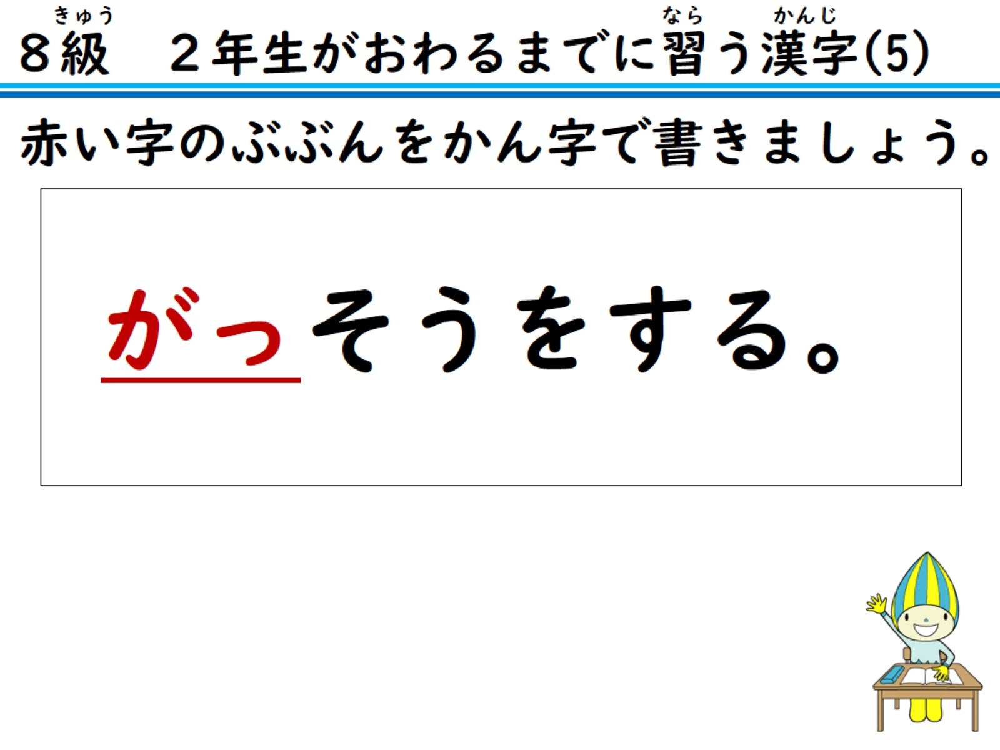 きゅう なら かんじ
８級　２年生がおわるまでに習う漢字(5)
赤い字のぶぶんをかん字で書きましょう。
がっそうをする。